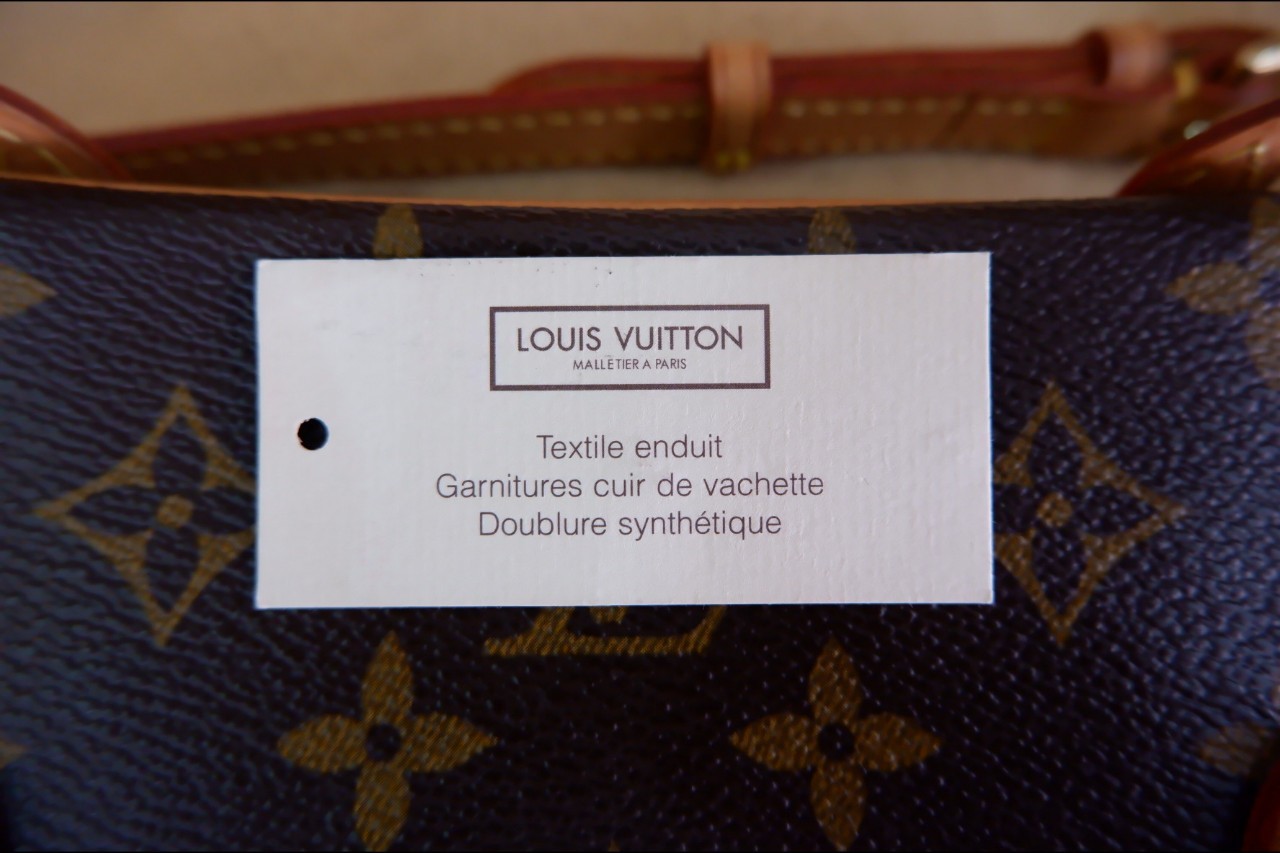 LOUIS VUITTON
MALLETIER A PARIS
Textile enduit
Garnitures cuir de vachette
Doublure synthétique